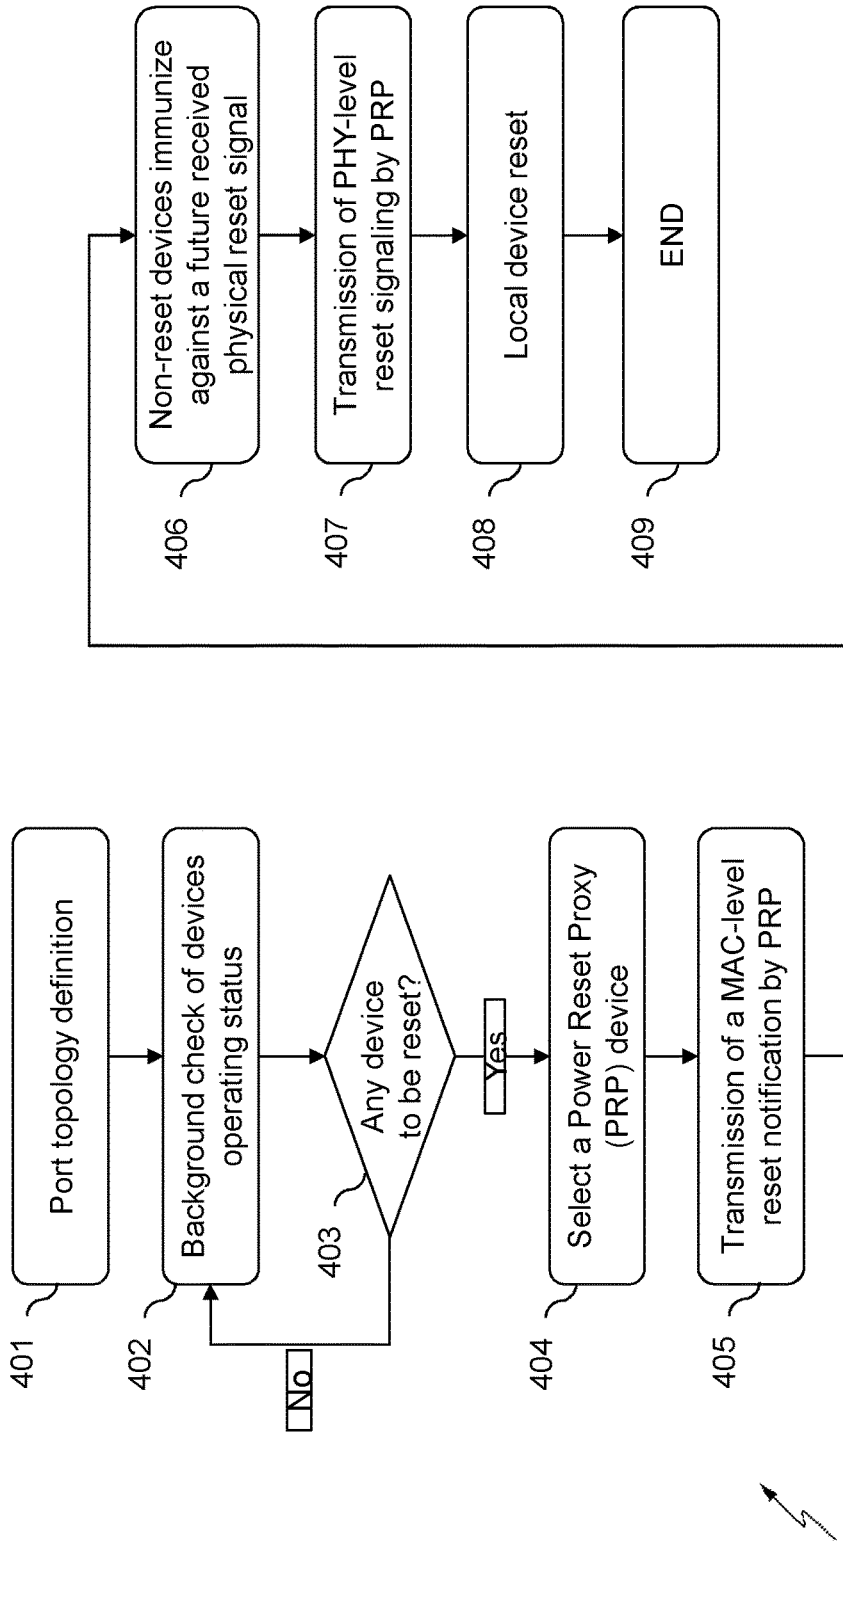 401
Port topology definition
402
Background check of devices
operating status
403
Any device
to be reset?
No
Yes
404
Select a Power Reset Proxy
(PRP) device
405
Transmission of a MAC-level
reset notification by PRP
406
Non-reset devices immunize
against a future received
physical reset signal
407
Transmission of PHY-level
reset signaling by PRP
408
Local device reset
409
END